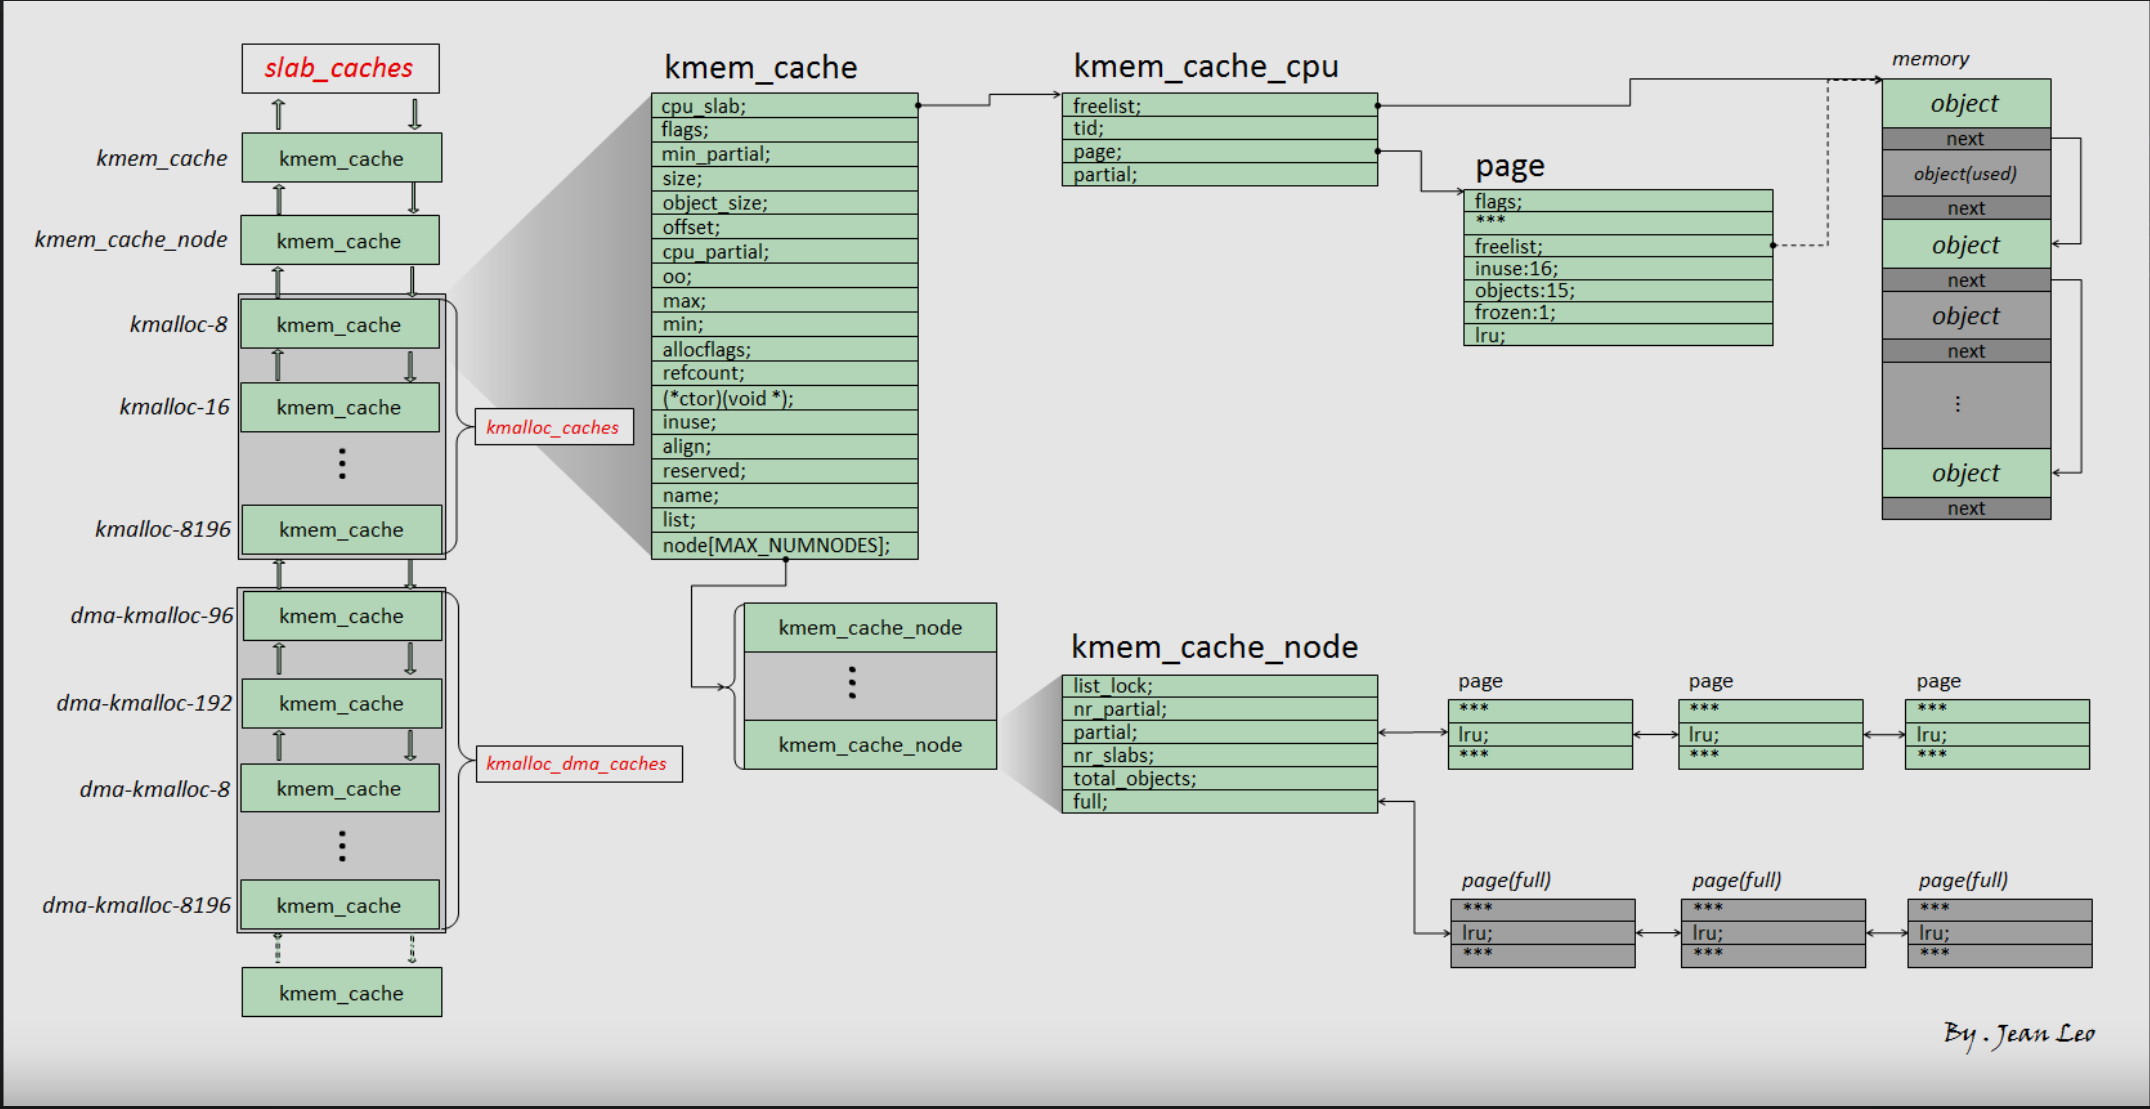 slab_caches
kmem_cache
kmem_cache
kmem_cache_node
kmem_cache
kmalloc-8
kmem_cache
kmalloc-16
kmem_cache
kmalloc-8196
kmem_cache
kmalloc_caches
dma-kmalloc-96
kmem_cache
dma-kmalloc-192
kmem_cache
dma-kmalloc-8
kmem_cache
dma-kmalloc-8196
kmem_cache
kmalloc_dma_caches
kmem_cache
kmem_cache
cpu_slab;
flags;
min_partial;
size;
object_size;
offset;
cpu_partial;
oo;
max;
min;
allocflags;
refcount;
(*ctor)(void *);
inuse;
align;
reserved;
name;
list;
node[MAX_NUMNODES];
kmem_cache_cpu
freelist;
tid;
page;
partial;
page
flags;
***
freelist;
inuse:16;
objects:15;
frozen:1;
lru;
memory
object
next
object(used)
next
object
next
object
next
object
next
kmem_cache_node
kmem_cache_node
kmem_cache_node
list_lock;
nr_partial;
partial;
nr_slabs;
total_objects;
full;
page
***
lru;
***
page
***
lru;
***
page
***
lru;
***
page(full)
***
lru;
***
page(full)
***
lru;
***
page(full)
***
lru;
***
By . Jean Leo